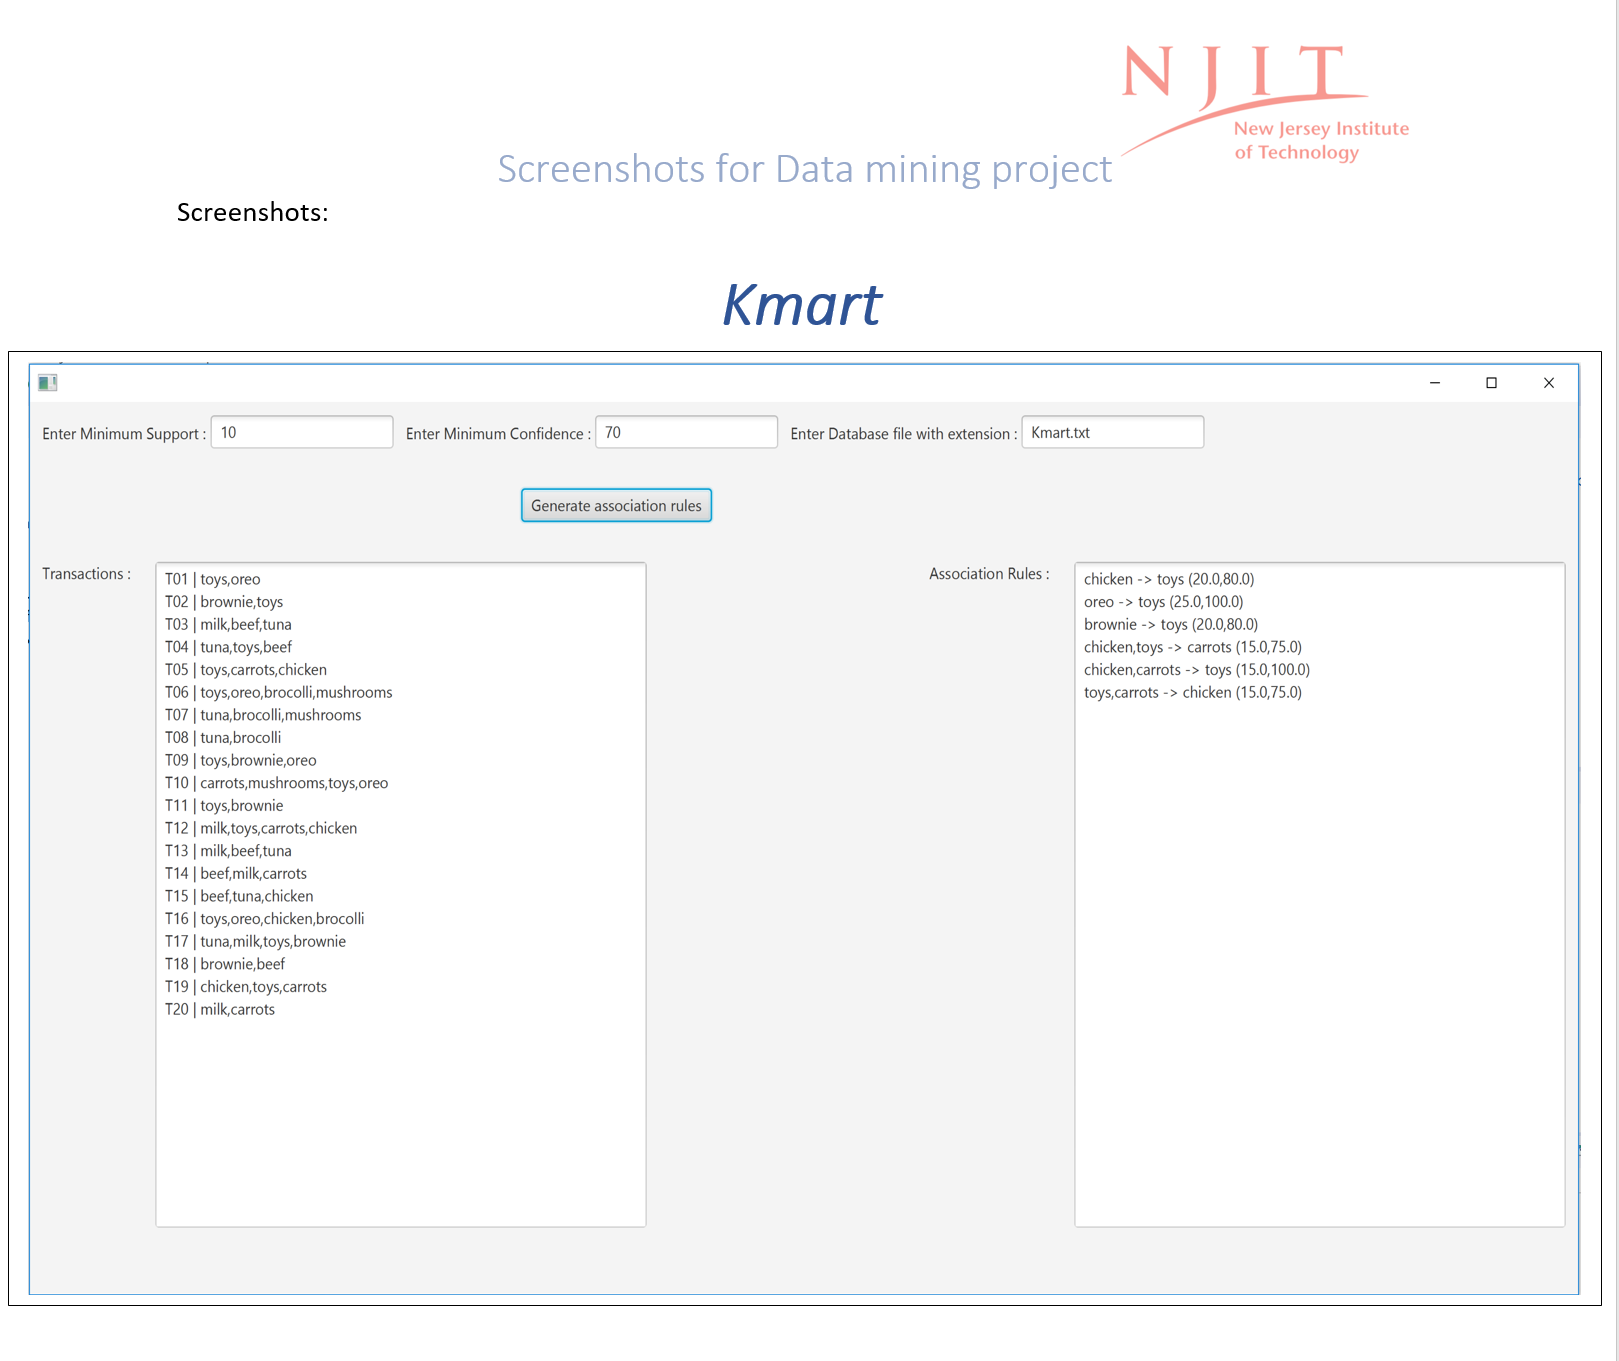 NJIT
New Jersey Institute
of Technology
Screenshots for Data mining project
Screenshots:
Kmart
Enter Minimum Support : 10 Enter Minimum Confidence : 70 Enter Database file with extension : Kmart.txt
Generate association rules
Transactions :
T01 | toys,oreo
T02 | brownie,toys
T03 | milk,beef,tuna
T04 | tuna,toys,beef
T05 | toys,carrots,chicken
T06 | toys,oreo,brocolli,mushrooms
T07 | tuna,brocolli,mushrooms
T08 | tuna,brocolli
T09 | toys,brownie,oreo
T10 | carrots,mushrooms,toys,oreo
T11 | toys,brownie
T12 | milk,toys,carrots,chicken
T13 | milk,beef,tuna
T14 | beef,milk,carrots
T15 | beef,tuna,chicken
T16 | toys,oreo,chicken,brocolli
T17 | tuna,milk,toys,brownie
T18 | brownie,beef
T19 | chicken,toys,carrots
T20 | milk,carrots
Association Rules :
chicken -> toys (20.0,80.0)
oreo -> toys (25.0,100.0)
brownie -> toys (20.0,80.0)
chicken,toys -> carrots (15.0,75.0)
chicken,carrots -> toys (15.0,100.0)
toys,carrots -> chicken (15.0,75.0)